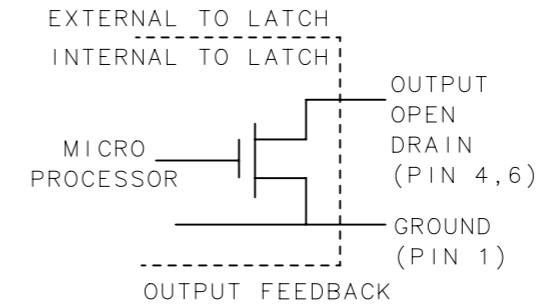 EXTERNAL TO LATCH
INTERNAL TO LATCH
OUTPUT
OPEN
DRAIN
(PIN 4,6)
MICRO
PROCESSOR
GROUND
(PIN 1)
OUTPUT FEEDBACK